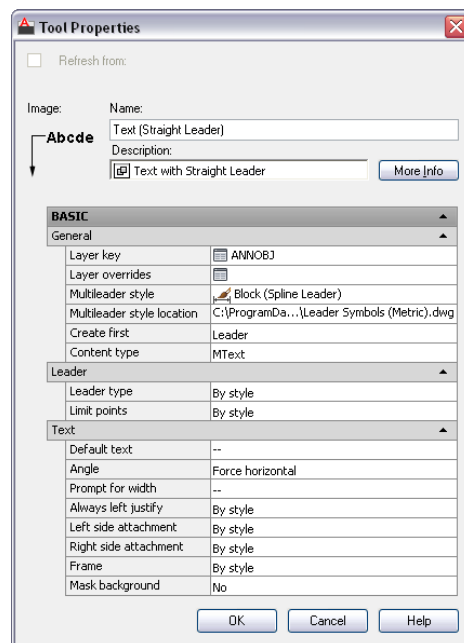 Tool Properties
Refresh from:
Image: Name:
Abcde
Text (Straight Leader)
Description:
Text with Straight Leader More Info
BASIC
General
Layer key ANNOBJ
Layer overrides
Multileader style Block (Spline Leader)
Multileader style location C:\ProgramDa...\Leader Symbols (Metric).dwg
Create first Leader
Content type MText
Leader
Leader type By style
Limit points By style
Text
Default text --
Angle Force horizontal
Prompt for width --
Always left justify By style
Left side attachment By style
Right side attachment By style
Frame By style
Mask background No
OK Cancel Help